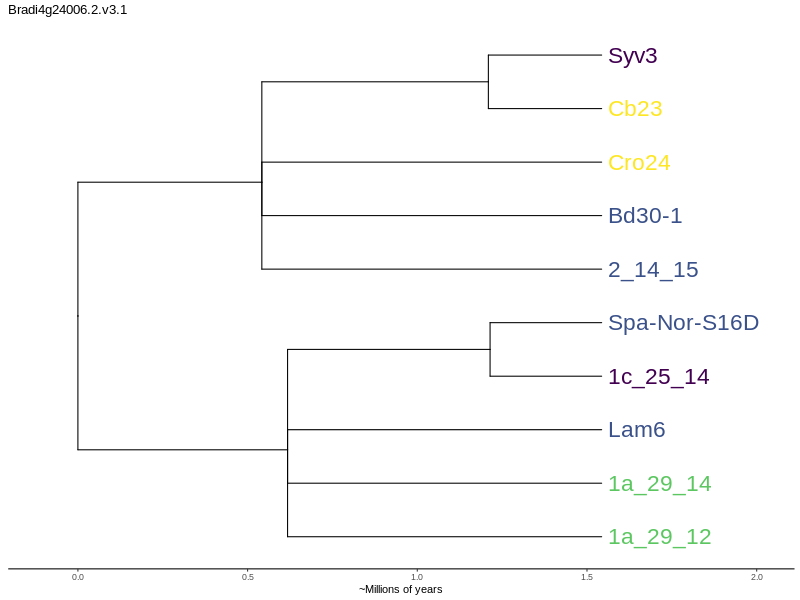 Bradi4g24006.2.v3.1
Syv3
Cb23
Cro24
Bd30-1
2_14_15
Spa-Nor-S16D
1c_25_14
Lam6
1a_29_14
1a_29_12
0.0 0.5 1.0 1.5 2.0
~Millions of years